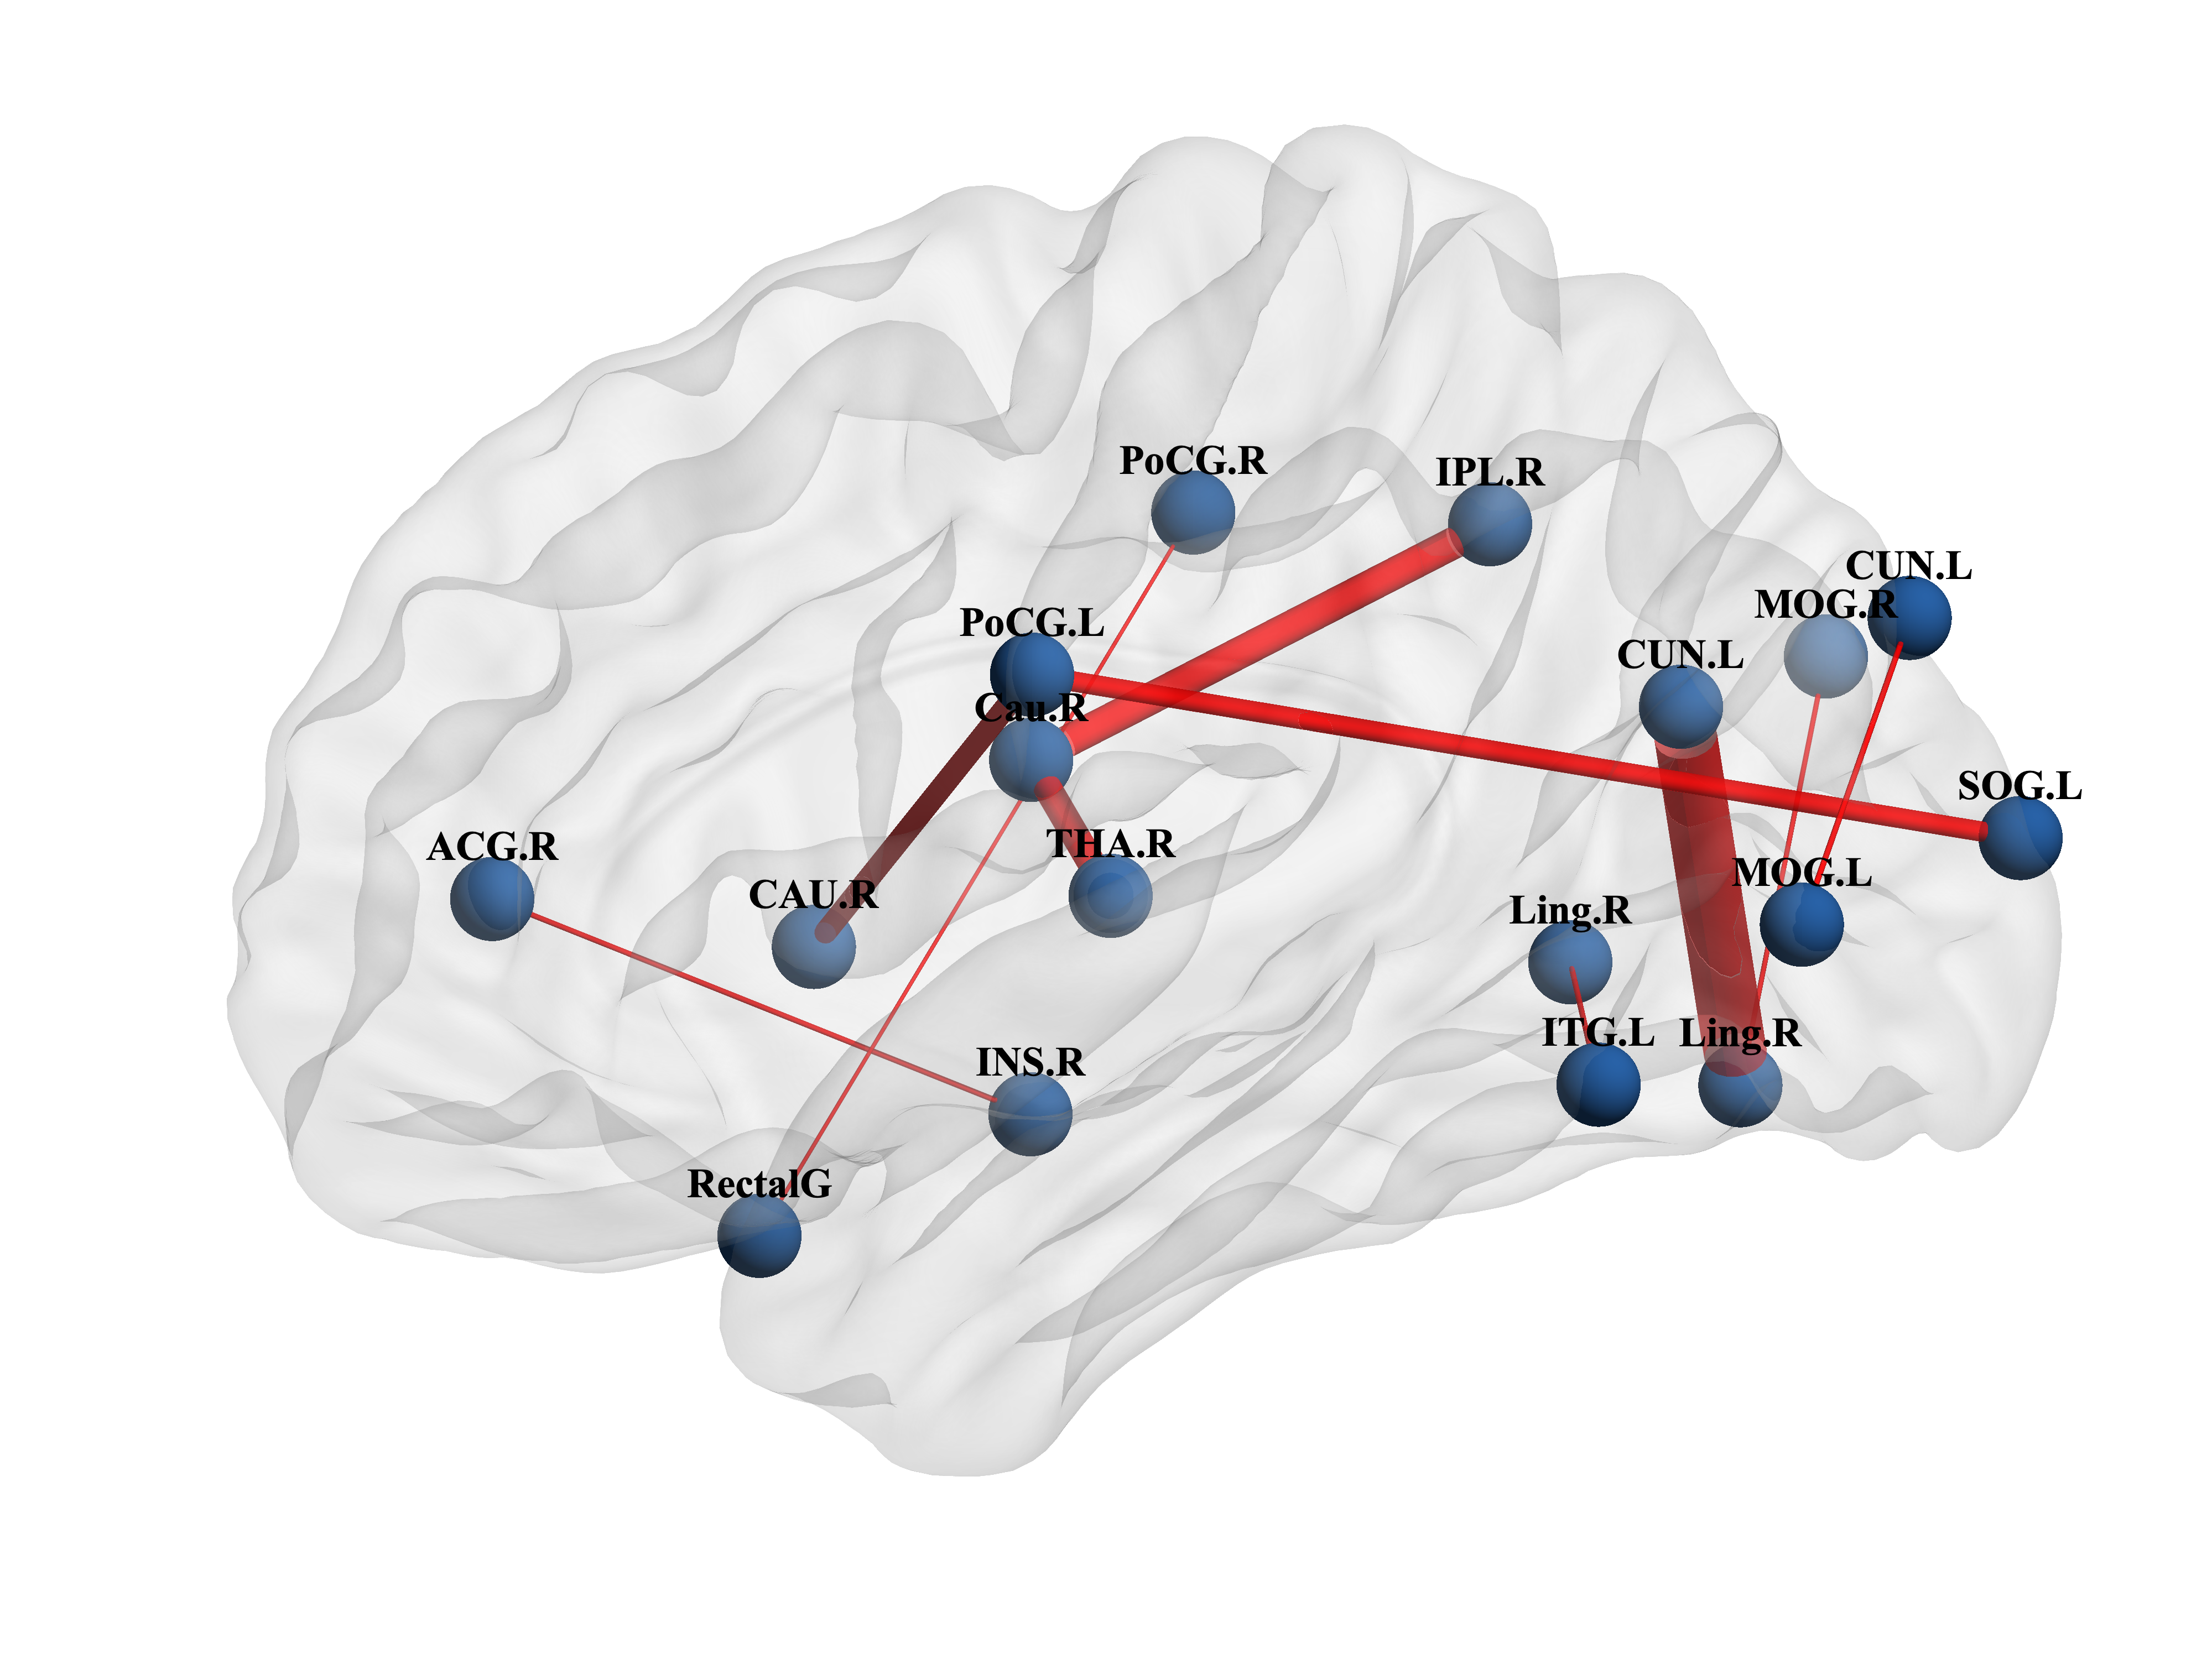 PoCG.R
IPL.R
CUN.L
MOG.R
PoCG.L
CUN.L
Cau.R
SOG.L
ACG.R
THA.R
MOG.L
CAU.R
Ling.R
ITG.L
Ling.R
INS.R
RectalG